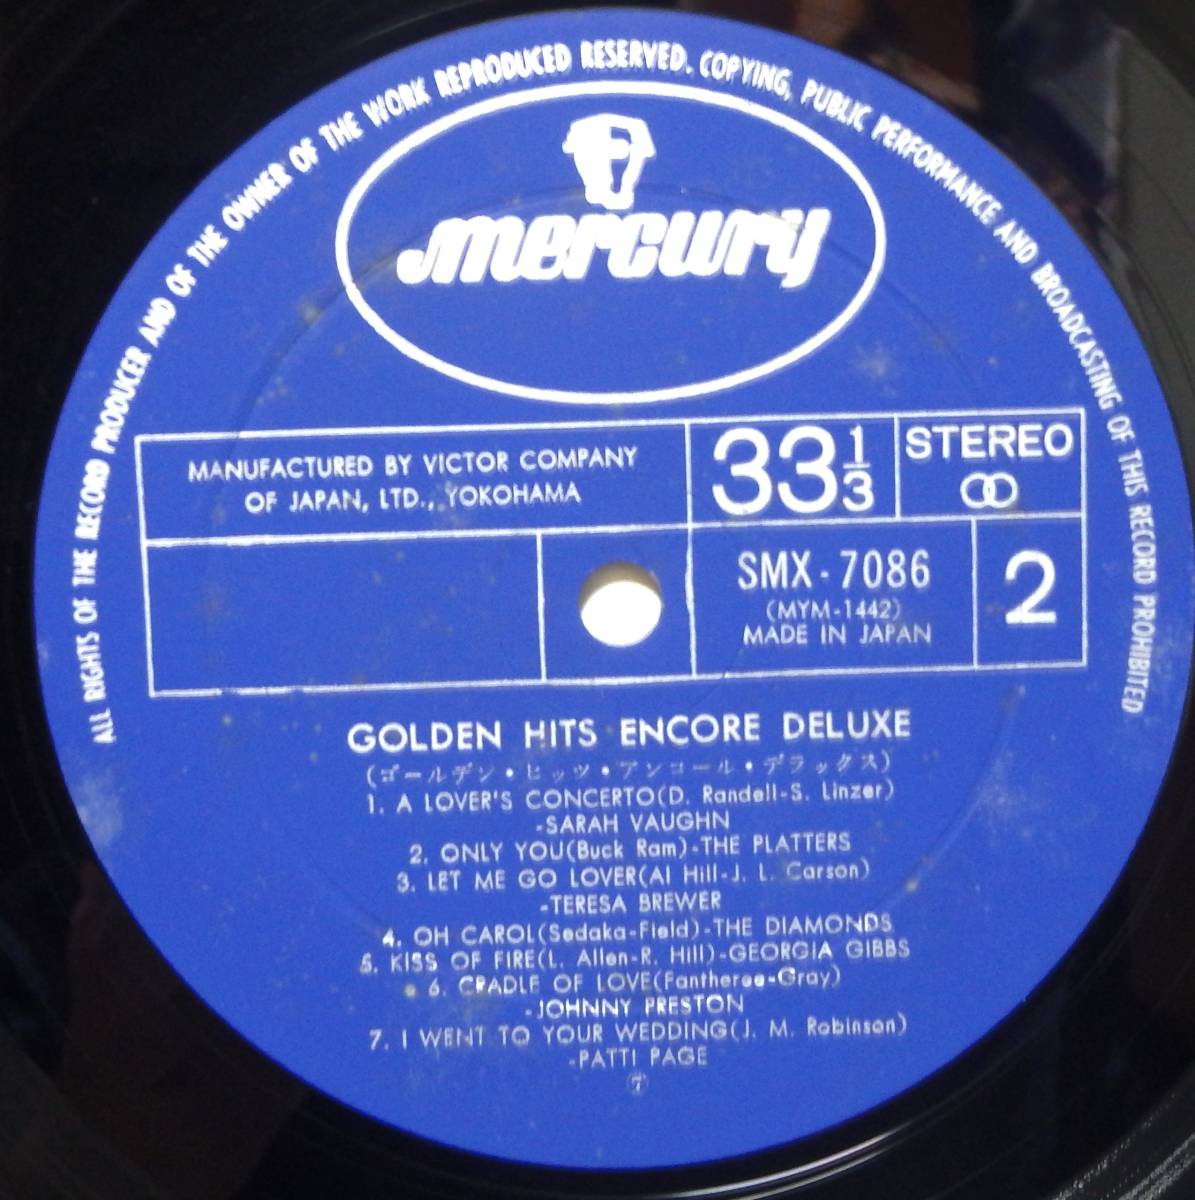 ALL RIGHTS OF THE RECORD PRODUCER AND OF THE OWNER OF THE WORK REPRODUCED RESERVED. COPYING, PUBLIC PERFORMANCE AND BROADCASTING OF THIS RECORD PROHIBITED
mercury
MANUFACTURED BY VICTOR COMPANY
OF JAPAN, LTD., YOKOHAMA
33 1/3
STEREO
SMX-7086
(MYM-1442)
MADE IN JAPAN
2
GOLDEN HITS ENCORE DELUXE
(ゴールデン・ヒッツ・アンコール・デラックス)
1. A LOVER'S CONCERTO(D. Randell-S. Linzer)
-SARAH VAUGHN
2. ONLY YOU(Buck Ram)-THE PLATTERS
3. LET ME GO LOVER(Al Hill-J. L. Carson)
-TERESA BREWER
4. OH CAROL(Sedaka-Field)-THE DIAMONDS
5. KISS OF FIRE(L. Allen-R. Hill)-GEORGIA GIBBS
6. CRADLE OF LOVE(Fantheree-Gray)
-JOHNNY PRESTON
7. I WENT TO YOUR WEDDING(J. M. Robinson)
-PATTI PAGE
⑦